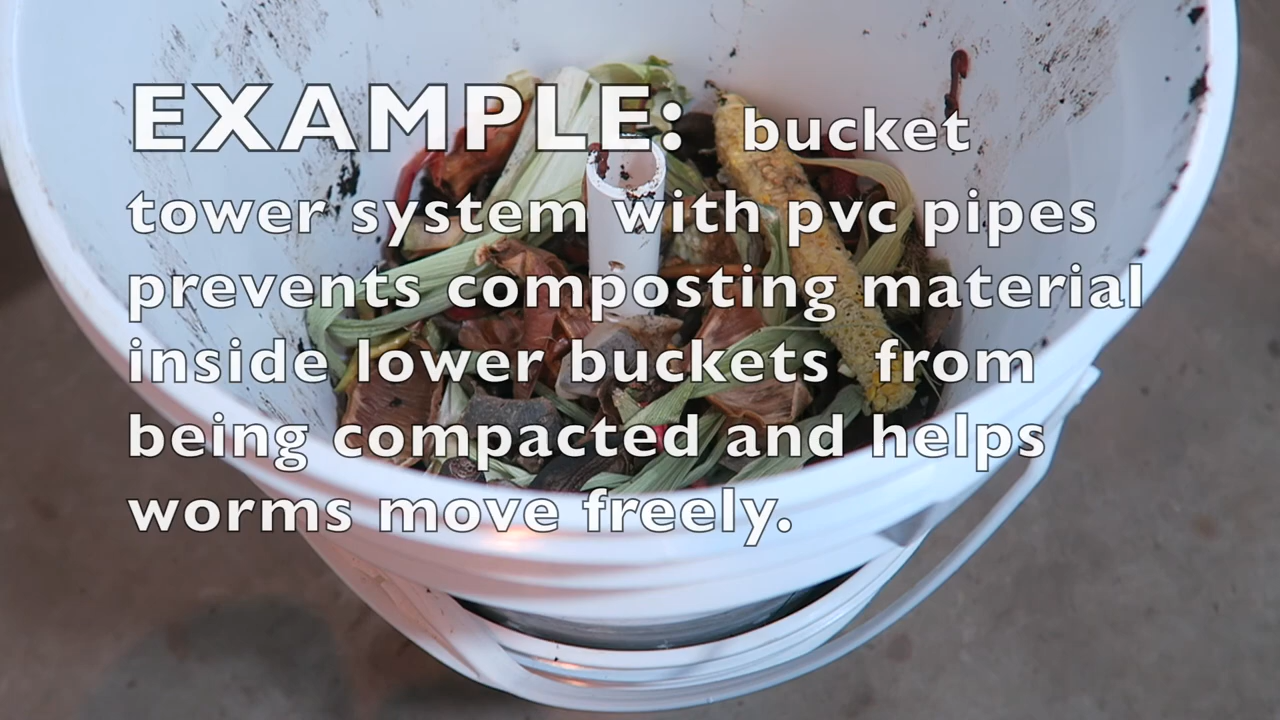 EXAMPLE: bucket
tower system with pvc pipes
prevents composting material
inside lower buckets from
being compacted and helps
worms move freely.